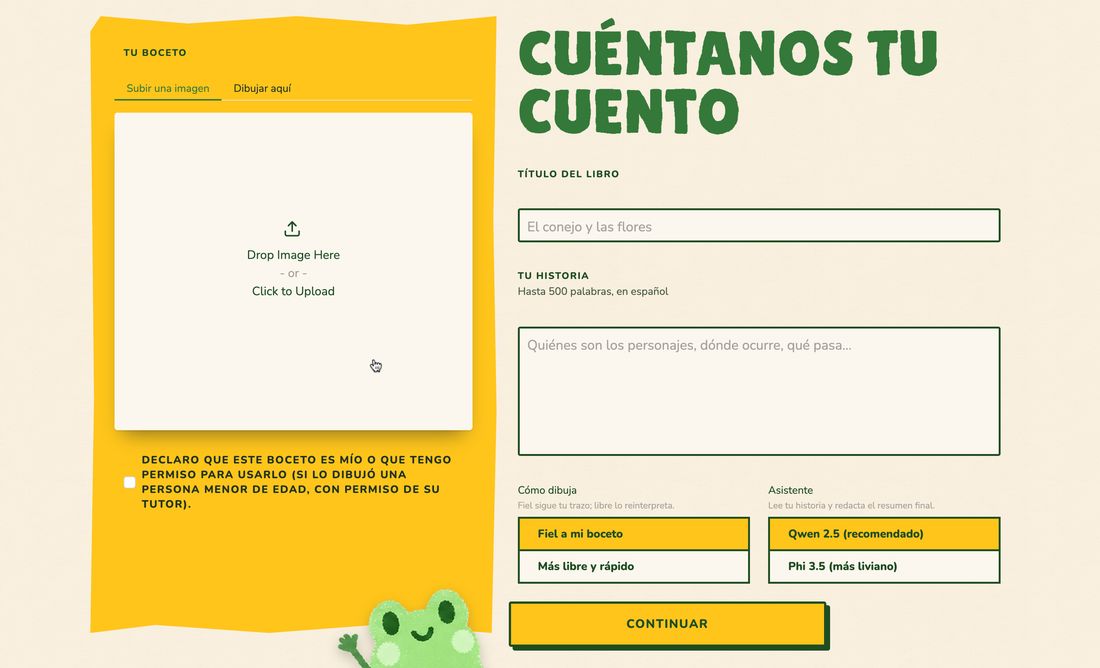 TU BOCETO
Subir una imagen
Dibujar aquí
Drop Image Here
- or -
Click to Upload
DECLARO QUE ESTE BOCETO ES MÍO O QUE TENGO
PERMISO PARA USARLO (SI LO DIBUJÓ UNA
PERSONA MENOR DE EDAD, CON PERMISO DE SU
TUTOR).
CUÉNTANOS TU
CUENTO
TÍTULO DEL LIBRO
El conejo y las flores
TU HISTORIA
Hasta 500 palabras, en español
Quiénes son los personajes, dónde ocurre, qué pasa...
Cómo dibuja
Fiel sigue tu trazo; libre lo reinterpreta.
Fiel a mi boceto
Más libre y rápido
Asistente
Lee tu historia y redacta el resumen final.
Qwen 2.5 (recomendado)
Phi 3.5 (más liviano)
CONTINUAR